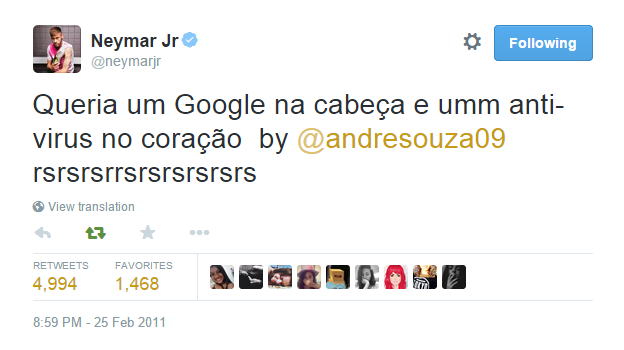 Neymar Jr
@neymarjr
Following
Queria um Google na cabeça e umm anti-
virus no coração by @andresouza09
rsrsrsrrsrsrsrsrsrs
View translation
RETWEETS FAVORITES
4,994 1,468
8:59 PM - 25 Feb 2011